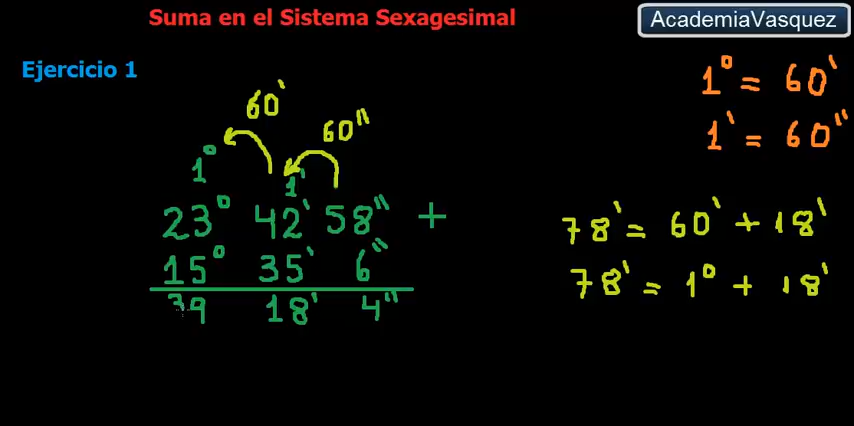 Suma en el Sistema Sexagesimal
AcademiaVasquez
Ejercicio 1
1° = 60'
1' = 60"
60' 60"
1° 1'
23° 42' 58" +
15° 35' 6"
39 18' 4"
78' = 60' + 18'
78' = 1° + 18'